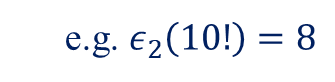 e.g. 𝜖₂(10!) = 8